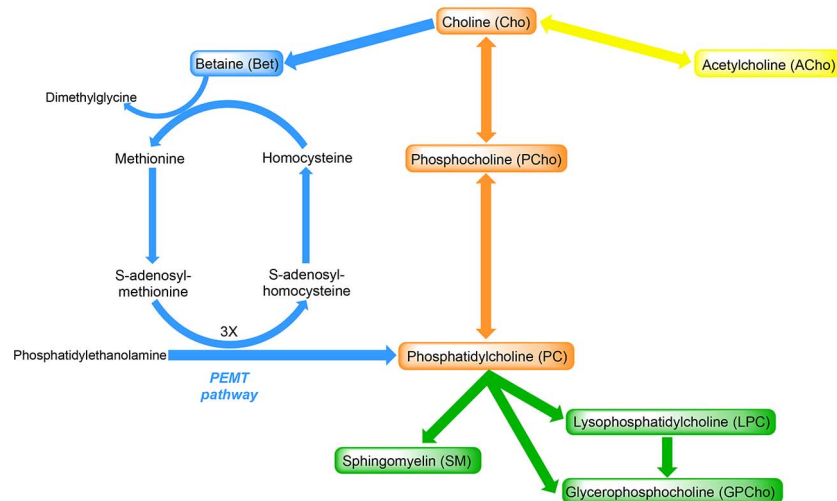 Choline (Cho)
Betaine (Bet)
Acetylcholine (ACho)
Dimethylglycine
Methionine
Homocysteine
Phosphocholine (PCho)
S-adenosyl-
methionine
S-adenosyl-
homocysteine
3X
Phosphatidylethanolamine
Phosphatidylcholine (PC)
PEMT
pathway
Lysophosphatidylcholine (LPC)
Sphingomyelin (SM)
Glycerophosphocholine (GPCho)